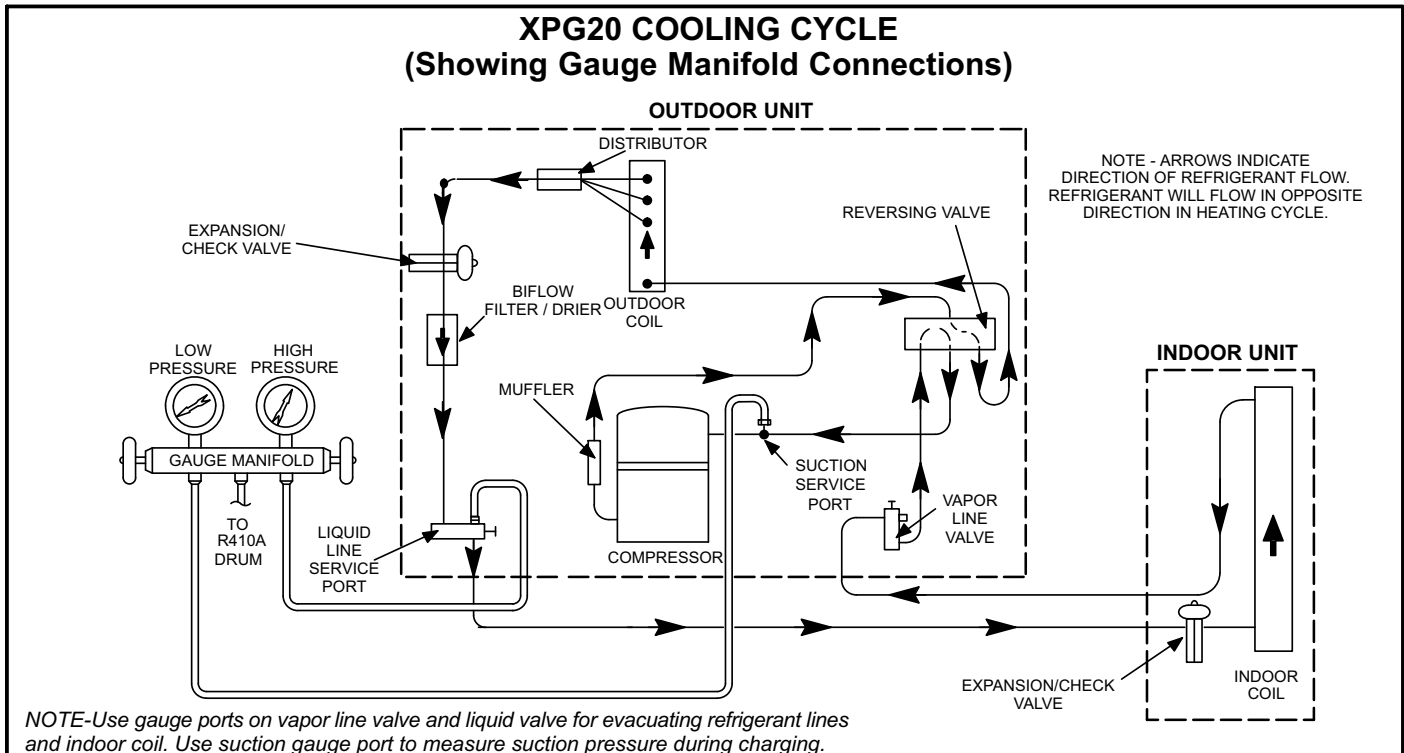 XPG20 COOLING CYCLE
(Showing Gauge Manifold Connections)
OUTDOOR UNIT
DISTRIBUTOR
NOTE - ARROWS INDICATE
DIRECTION OF REFRIGERANT FLOW.
REFRIGERANT WILL FLOW IN OPPOSITE
DIRECTION IN HEATING CYCLE.
REVERSING VALVE
EXPANSION/
CHECK VALVE
BIFLOW
FILTER / DRIER
OUTDOOR
COIL
LOW
PRESSURE
HIGH
PRESSURE
INDOOR UNIT
MUFFLER
GAUGE MANIFOLD
SUCTION
SERVICE
PORT
VAPOR
LINE
VALVE
TO
R410A
DRUM
LIQUID
LINE
SERVICE
PORT
COMPRESSOR
EXPANSION/CHECK
VALVE
INDOOR
COIL
NOTE-Use gauge ports on vapor line valve and liquid valve for evacuating refrigerant lines
and indoor coil. Use suction gauge port to measure suction pressure during charging.